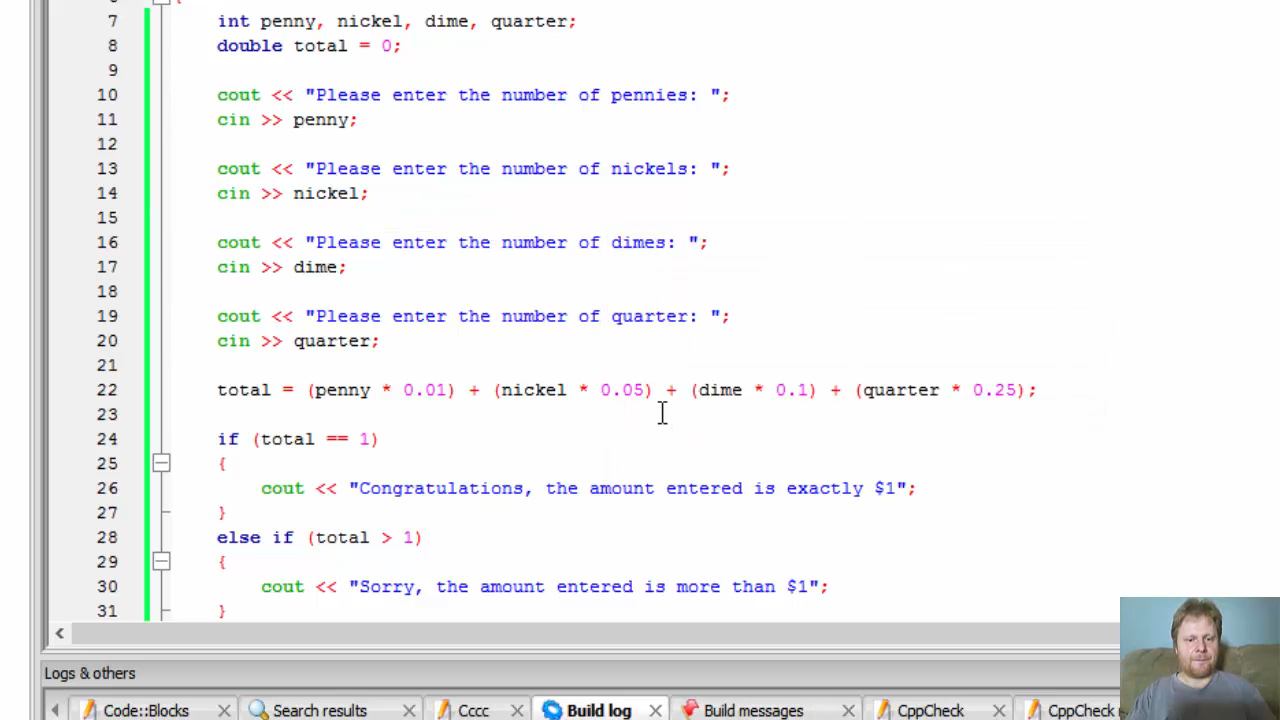 7 int penny, nickel, dime, quarter;
8 double total = 0;
9
10 cout << "Please enter the number of pennies: ";
11 cin >> penny;
12
13 cout << "Please enter the number of nickels: ";
14 cin >> nickel;
15
16 cout << "Please enter the number of dimes: ";
17 cin >> dime;
18
19 cout << "Please enter the number of quarter: ";
20 cin >> quarter;
21
22 total = (penny * 0.01) + (nickel * 0.05) + (dime * 0.1) + (quarter * 0.25);
23
24 if (total == 1)
25 {
26 cout << "Congratulations, the amount entered is exactly $1";
27 }
28 else if (total > 1)
29 {
30 cout << "Sorry, the amount entered is more than $1";
31 }
Logs & others
Code::Blocks Search results Cccc Build log Build messages CppCheck CppCheck